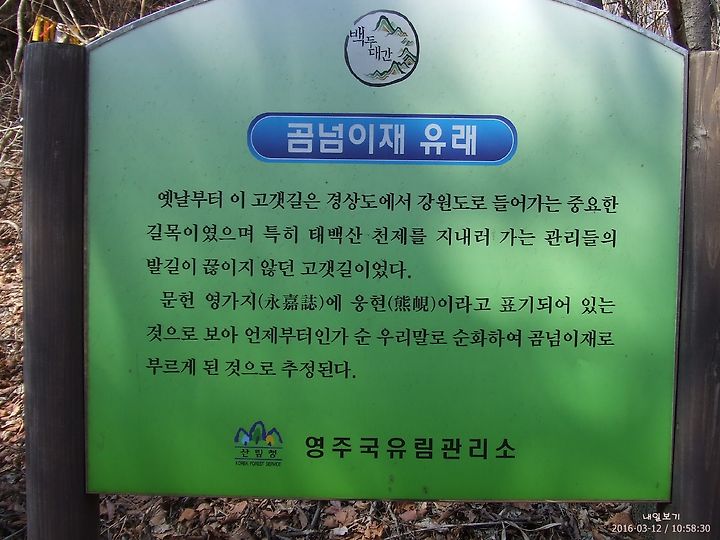 백두
대간
곰넘이재 유래
옛날부터 이 고갯길은 경상도에서 강원도로 들어가는 중요한
길목이였으며 특히 태백산 천제를 지내러 가는 관리들의
발길이 끊이지 않던 고갯길이었다.
문헌 영가지(永嘉誌)에 웅현(熊峴)이라고 표기되어 있는
것으로 보아 언제부터인가 순 우리말로 순화하여 곰넘이재로
부르게 된 것으로 추정된다.
산림청
KOREA FOREST SERVICE
영주국유림관리소
내일보기
2016-03-12 / 10:58:30